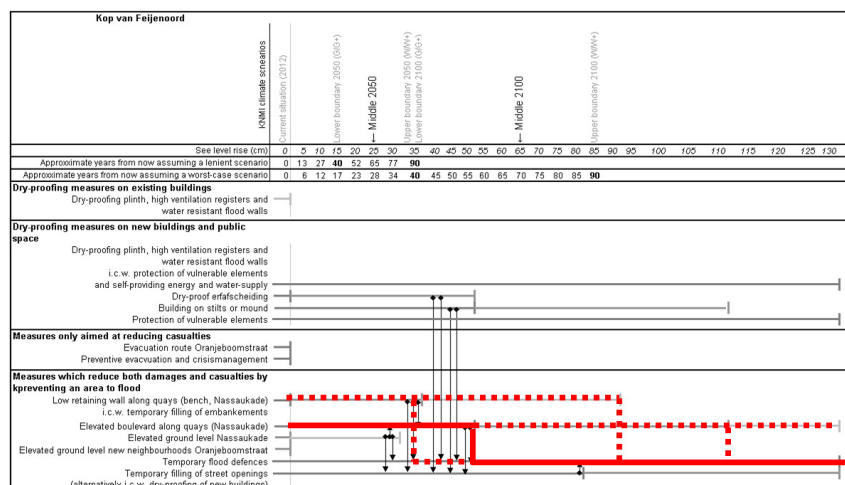 Kop van Feijenoord
KNMI climate scnearios
Current situation (2012)
Lower boundary 2050 (G/G+)
← Middle 2050
Upper boundary 2050 (W/W+)
Lower boundary 2100 (G/G+)
← Middle 2100
Upper boundary 2100 (W/W+)
See level rise (cm) 0 5 10 15 20 25 30 35 40 45 50 55 60 65 70 75 80 85 90 95 100 105 110 115 120 125 130
Approxximate years from now assuming a lenient scenario 0 13 27 40 52 65 77 90
Approxximate years from now assuming a worst-case scenario 0 6 12 17 23 28 34 40 45 50 55 60 65 70 75 80 85 90
Dry-proofing measures on existing buildings
Dry-proofing plinth, high ventilation registers and
water resistant flood walls
Dry-proofing measures on new biuldings and public
space
Dry-proofing plinth, high ventilation registers and
water resistant flood walls
i.c.w. protection of vulnerable elements
and self-providing energy and water-supply
Dry-proof erfafscheiding
Building on stilts or mound
Protection of vulnerable elements
Measures only aimed at reducing casualties
Evacuation route Oranjeboomstraat
Preventive evacvuation and crisismanagement
Measures which reduce both damages and casualties by
kpreventing an area to flood
Low retaining wall along quays (bench, Nassaukade)
i.c.w. temporary filling of embankements
Elevated boulevard along quays (Nassaukade)
Elevated ground level Nassaukade
Elevated ground level new neighbourhoods Oranjeboomstraat
Temporary flood defences
Temporary filling of street openings
(alternatively i.c.w. dry-proofing of new buildings)